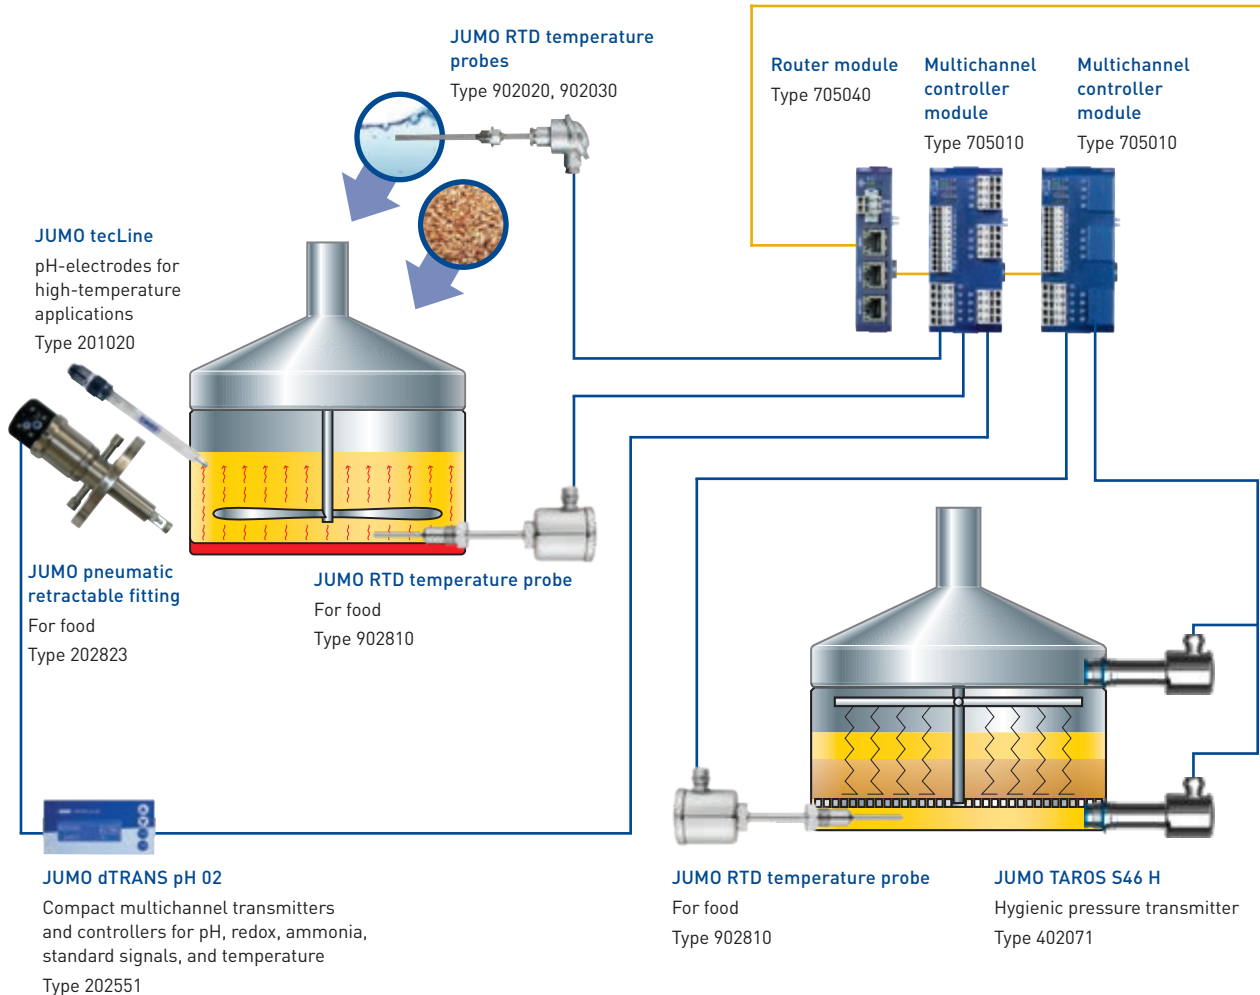 JUMO RTD temperature
probes
Type 902020, 902030
Router module
Type 705040
Multichannel
controller
module
Type 705010
Multichannel
controller
module
Type 705010
JUMO tecLine
pH-electrodes for
high-temperature
applications
Type 201020
JUMO pneumatic
retractable fitting
For food
Type 202823
JUMO RTD temperature probe
For food
Type 902810
JUMO dTRANS pH 02
Compact multichannel transmitters
and controllers for pH, redox, ammonia,
standard signals, and temperature
Type 202551
JUMO RTD temperature probe
For food
Type 902810
JUMO TAROS S46 H
Hygienic pressure transmitter
Type 402071